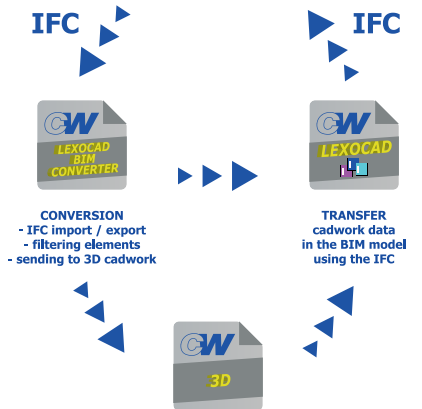 IFC
IFC
CW
LEXOCAD
BIM
CONVERTER
CW
LEXOCAD
CONVERSION
- IFC import / export
- filtering elements
- sending to 3D cadwork
TRANSFER
cadwork data
in the BIM model
using the IFC
CW
3D